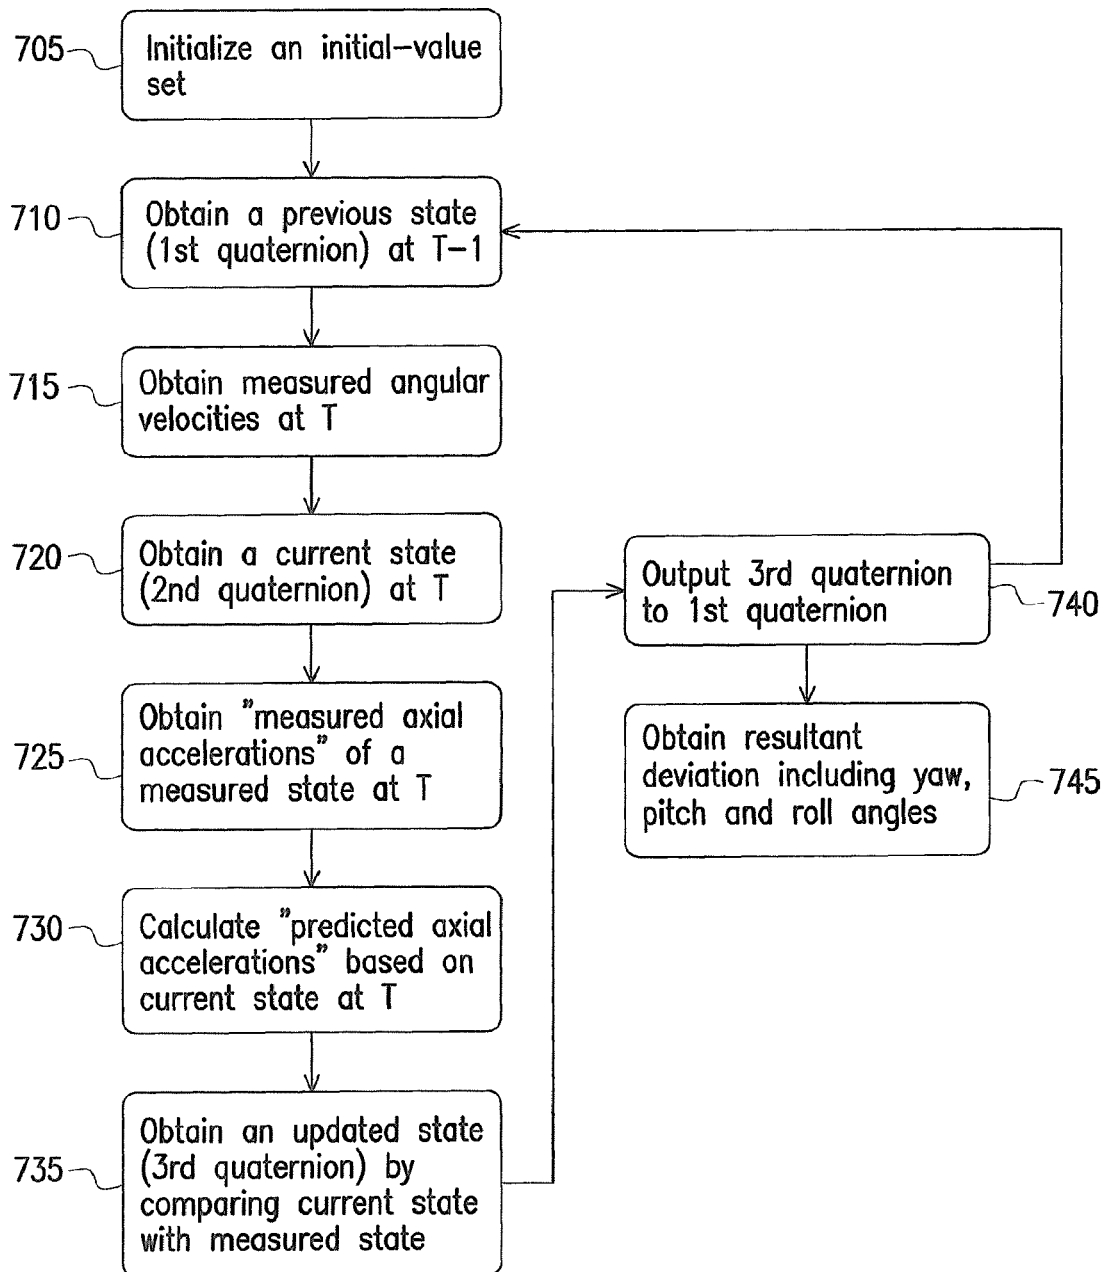 705
Initialize an initial-value
set
710
Obtain a previous state
(1st quaternion) at T-1
715
Obtain measured angular
velocities at T
720
Obtain a current state
(2nd quaternion) at T
725
Obtain "measured axial
accelerations" of a
measured state at T
730
Calculate "predicted axial
accelerations" based on
current state at T
735
Obtain an updated state
(3rd quaternion) by
comparing current state
with measured state
Output 3rd quaternion
to 1st quaternion
740
Obtain resultant
deviation including yaw,
pitch and roll angles
745